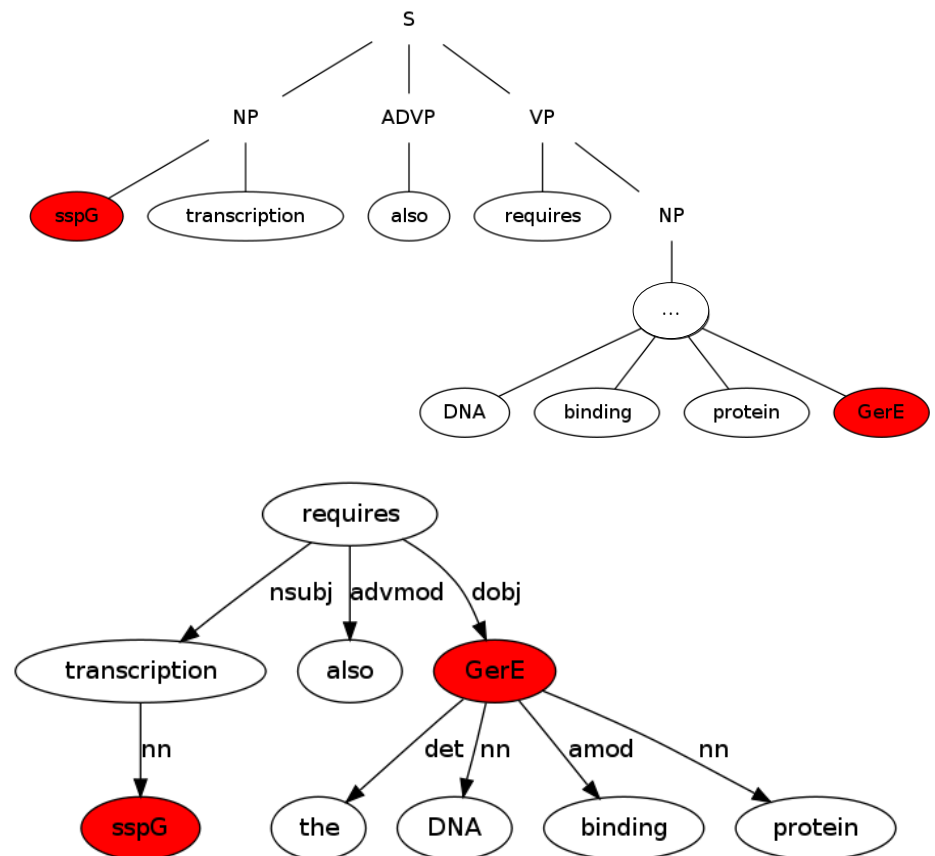 S
NP ADVP VP
sspG transcription also requires NP
...
DNA binding protein GerE
requires
nsubj advmod dobj
transcription also GerE
nn det nn amod nn
sspG the DNA binding protein